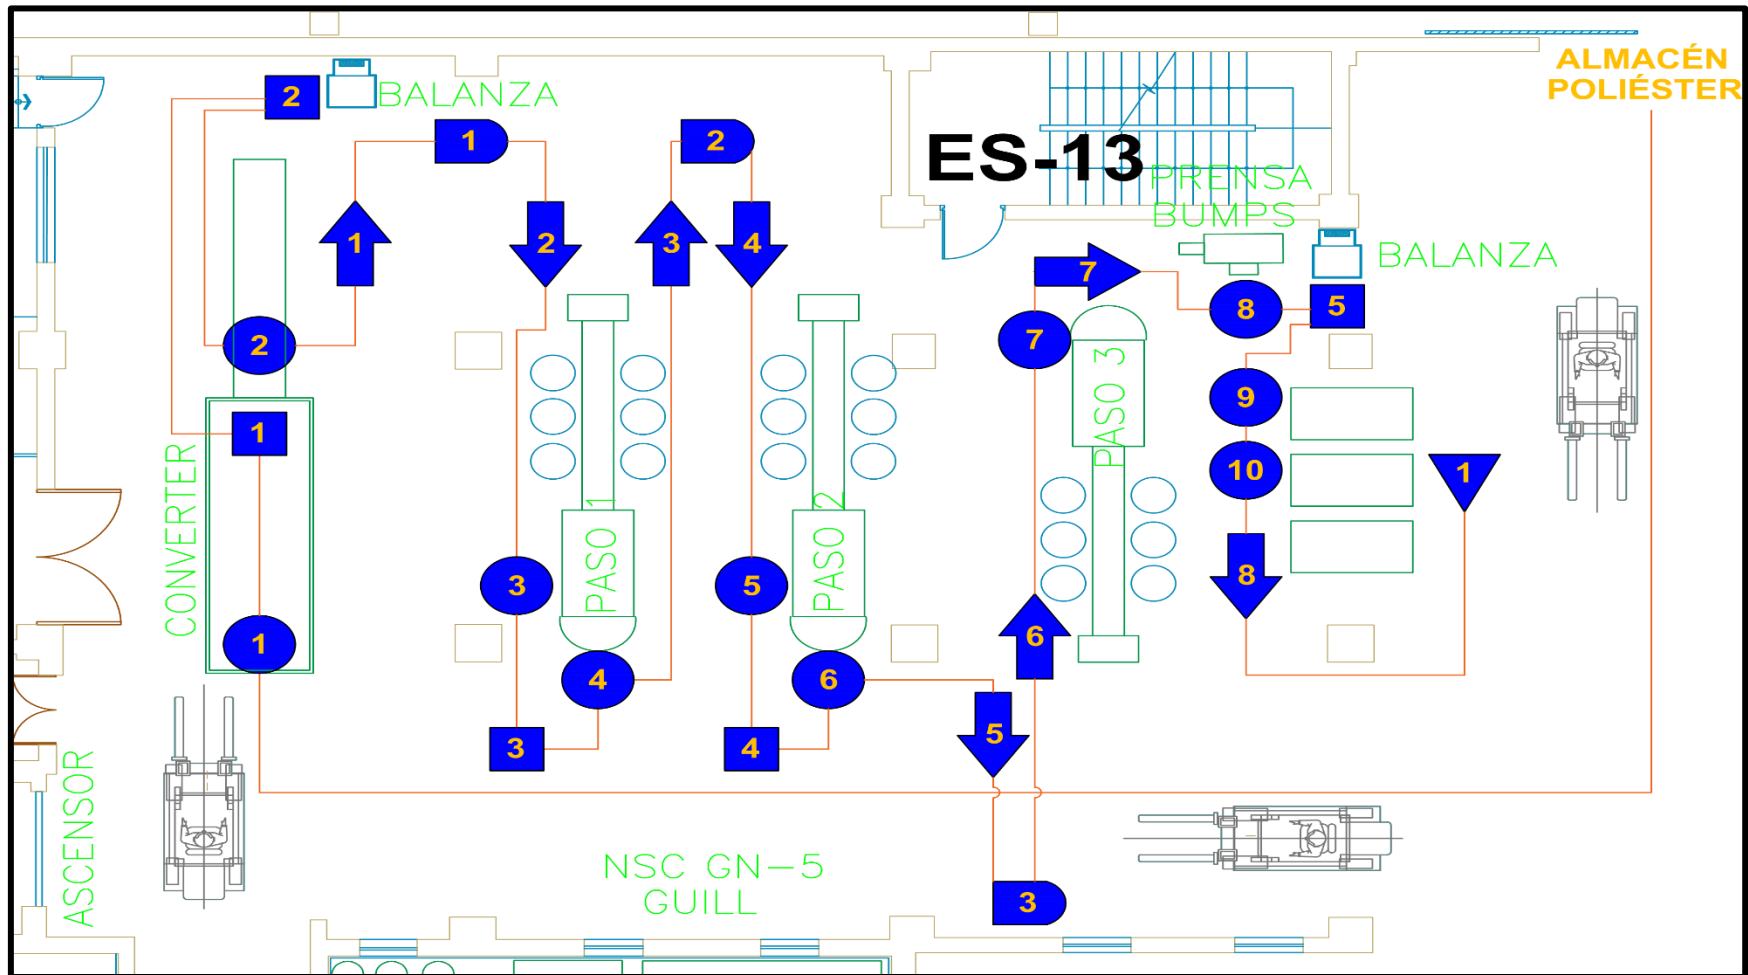 ALMACÉN
POLIÉSTER
2
BALANZA
1
2
ES-13
PRENSA
BUMPS
1
2
3
4
7
BALANZA
2
7
8
5
PASO 3
9
1
10
1
CONVERTER
PASO 1
PASO 2
3
5
8
1
6
4
6
3
4
5
ASCENSOR
NSC GN-5
GUILL
3